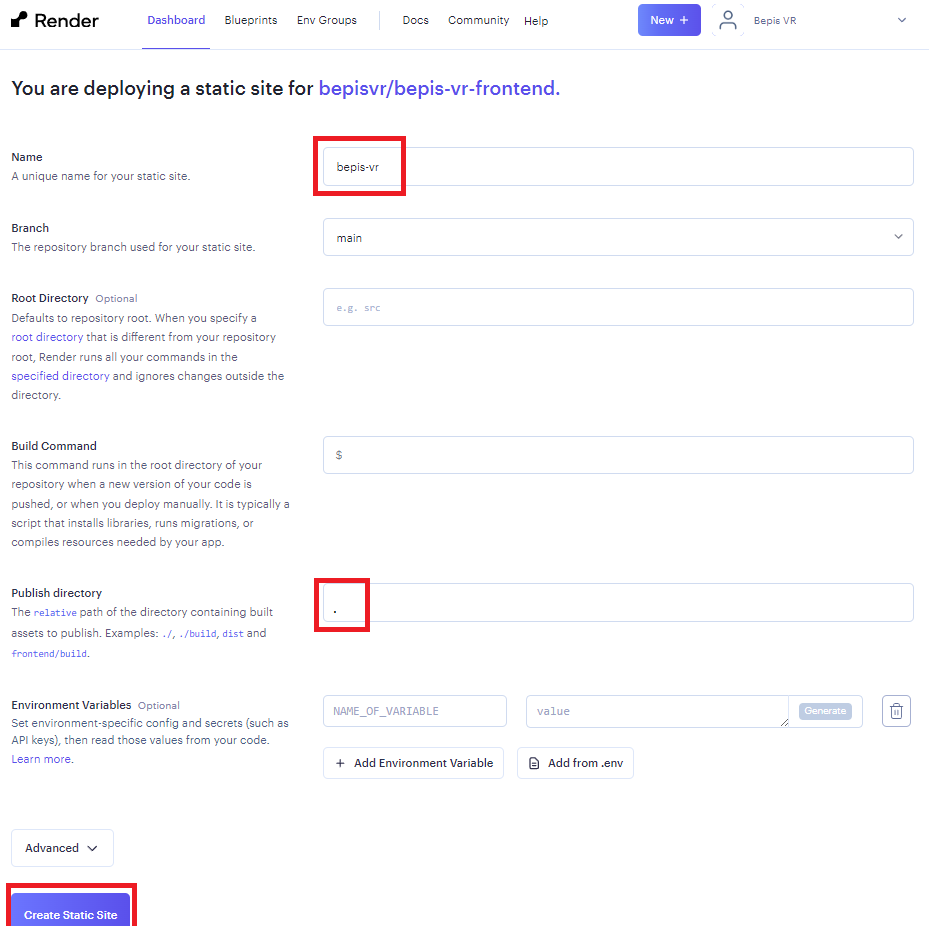 Render
Dashboard Blueprints Env Groups Docs Community Help New + Bepis VR
You are deploying a static site for bepisvr/bepis-vr-frontend.
Name
A unique name for your static site.
bepis-vr
Branch
The repository branch used for your static site.
main
Root Directory Optional
Defaults to repository root. When you specify a
root directory that is different from your repository
root, Render runs all your commands in the
specified directory and ignores changes outside the
directory.
e.g. src
Build Command
This command runs in the root directory of your
repository when a new version of your code is
pushed, or when you deploy manually. It is typically a
script that installs libraries, runs migrations, or
compiles resources needed by your app.
$
Publish directory
The relative path of the directory containing built
assets to publish. Examples: ./, ./build, dist and
frontend/build.
.
Environment Variables Optional
Set environment-specific config and secrets (such as
API keys), then read those values from your code.
Learn more.
NAME_OF_VARIABLE value Generate
+ Add Environment Variable Add from .env
Advanced
Create Static Site